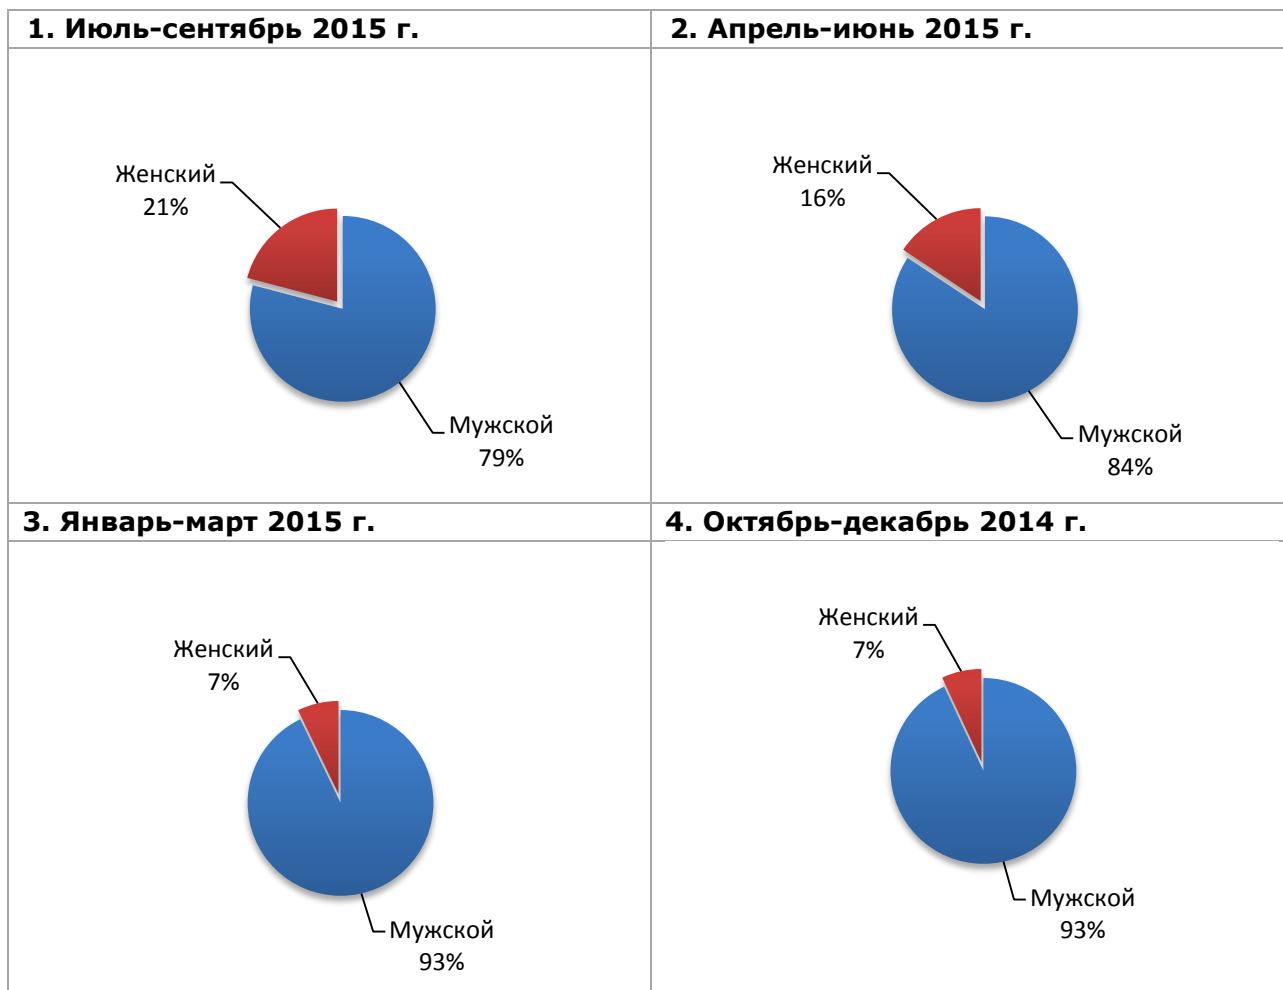 1. Июль-сентябрь 2015 г.
2. Апрель-июнь 2015 г.
Женский
21%
Мужской
79%
Женский
16%
Мужской
84%
3. Январь-март 2015 г.
4. Октябрь-декабрь 2014 г.
Женский
7%
Мужской
93%
Женский
7%
Мужской
93%